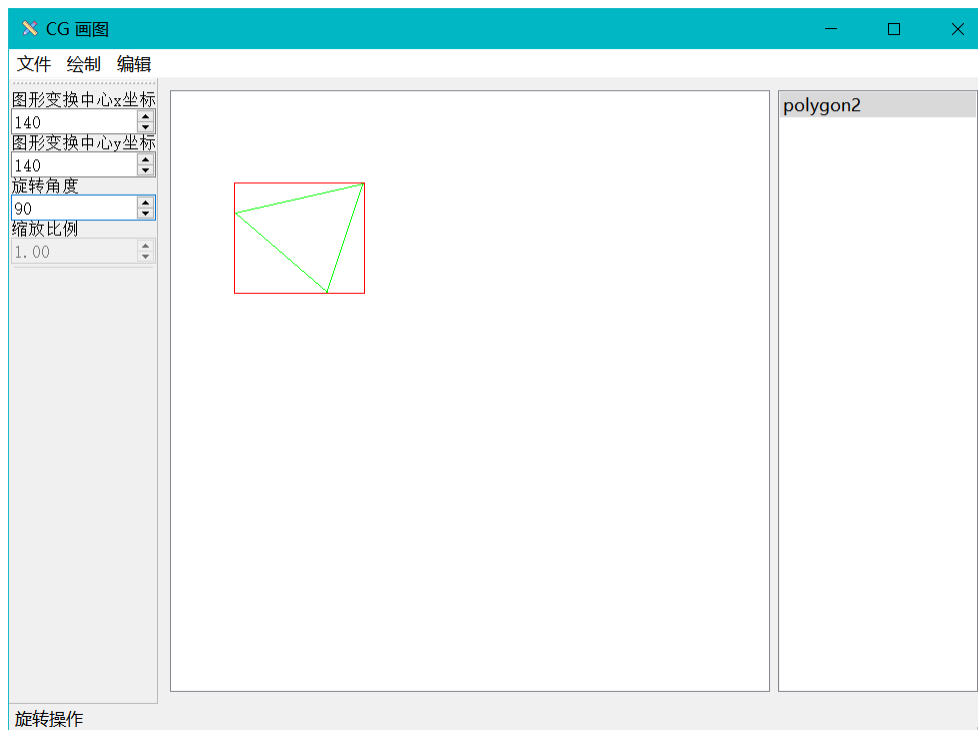 CG 画图
文件 绘制 编辑
图形变换中心x坐标
140
图形变换中心y坐标
140
旋转角度
90
缩放比例
1.00
polygon2
旋转操作